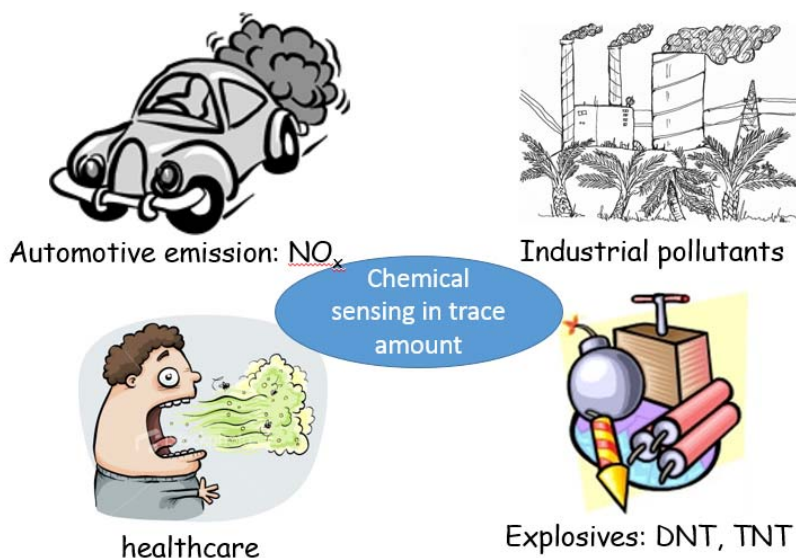 Automotive emission: NOₓ
Industrial pollutants
Chemical
sensing in trace
amount
healthcare
Explosives: DNT, TNT